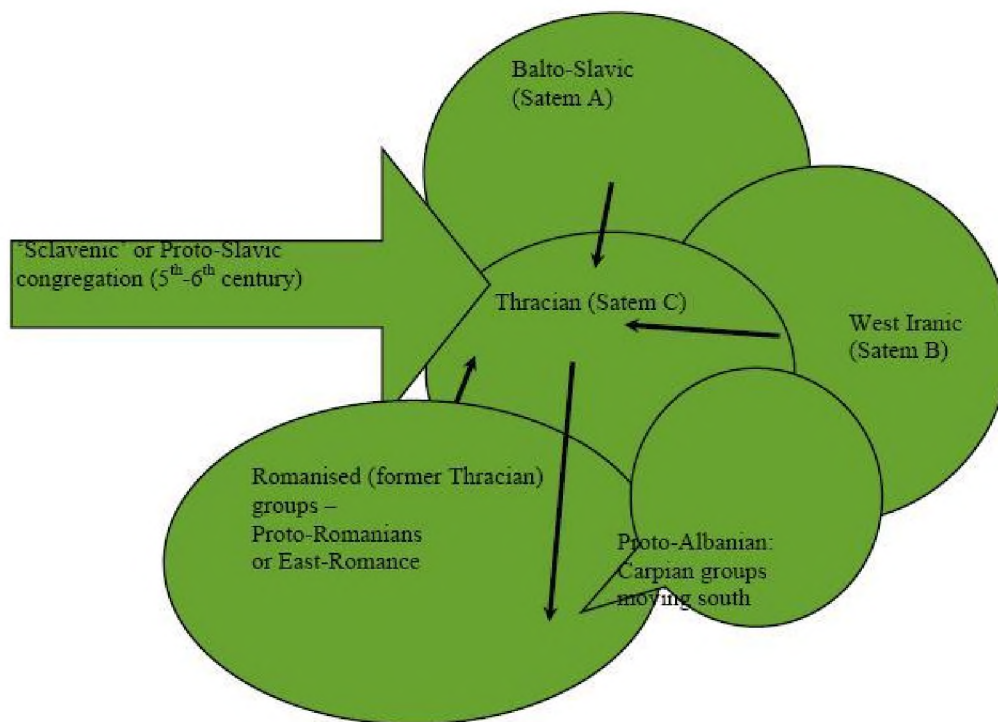 Balto-Slavic
(Satem A)
'Sclavenic' or Proto-Slavic
congregation (5th-6th century)
Thracian (Satem C)
West Iranic
(Satem B)
Romanised (former Thracian)
groups –
Proto-Romanians
or East-Romance
Proto-Albanian:
Carpian groups
moving south